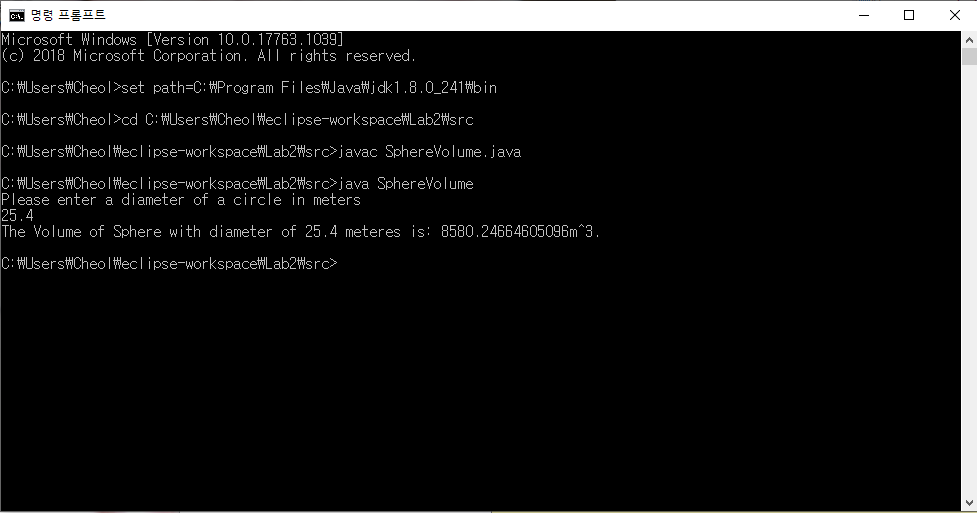 명령 프롬프트
Microsoft Windows [Version 10.0.17763.1039]
(c) 2018 Microsoft Corporation. All rights reserved.
C:₩Users₩Cheol>set path=C:₩Program Files₩Java₩jdk1.8.0_241₩bin
C:₩Users₩Cheol>cd C:₩Users₩Cheol₩eclipse-workspace₩Lab2₩src
C:₩Users₩Cheol₩eclipse-workspace₩Lab2₩src>javac SphereVolume.java
C:₩Users₩Cheol₩eclipse-workspace₩Lab2₩src>java SphereVolume
Please enter a diameter of a circle in meters
25.4
The Volume of Sphere with diameter of 25.4 meteres is: 8580.24664605096m^3.
C:₩Users₩Cheol₩eclipse-workspace₩Lab2₩src>